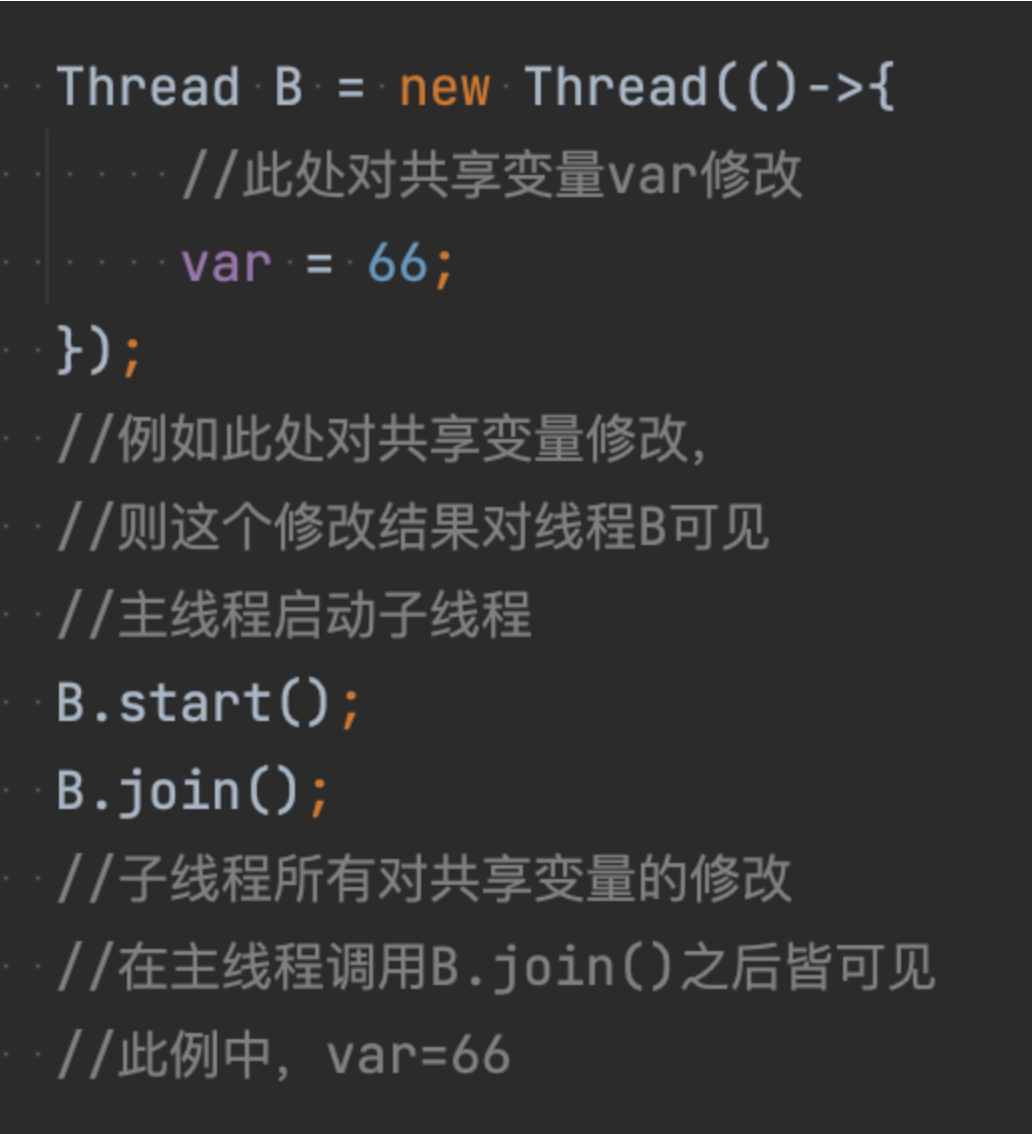 Thread B = new Thread(()->{
//此处对共享变量var修改
var = 66;
});
//例如此处对共享变量修改,
//则这个修改结果对线程B可见
//主线程启动子线程
B.start();
B.join();
//子线程所有对共享变量的修改
//在主线程调用B.join()之后皆可见
//此例中, var=66